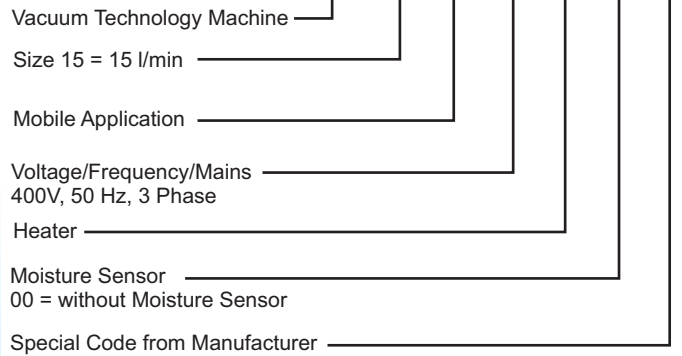 Vacuum Technology Machine
Size 15 = 15 l/min
Mobile Application
Voltage/Frequency/Mains
400V, 50 Hz, 3 Phase
Heater
Moisture Sensor
00 = without Moisture Sensor
Special Code from Manufacturer